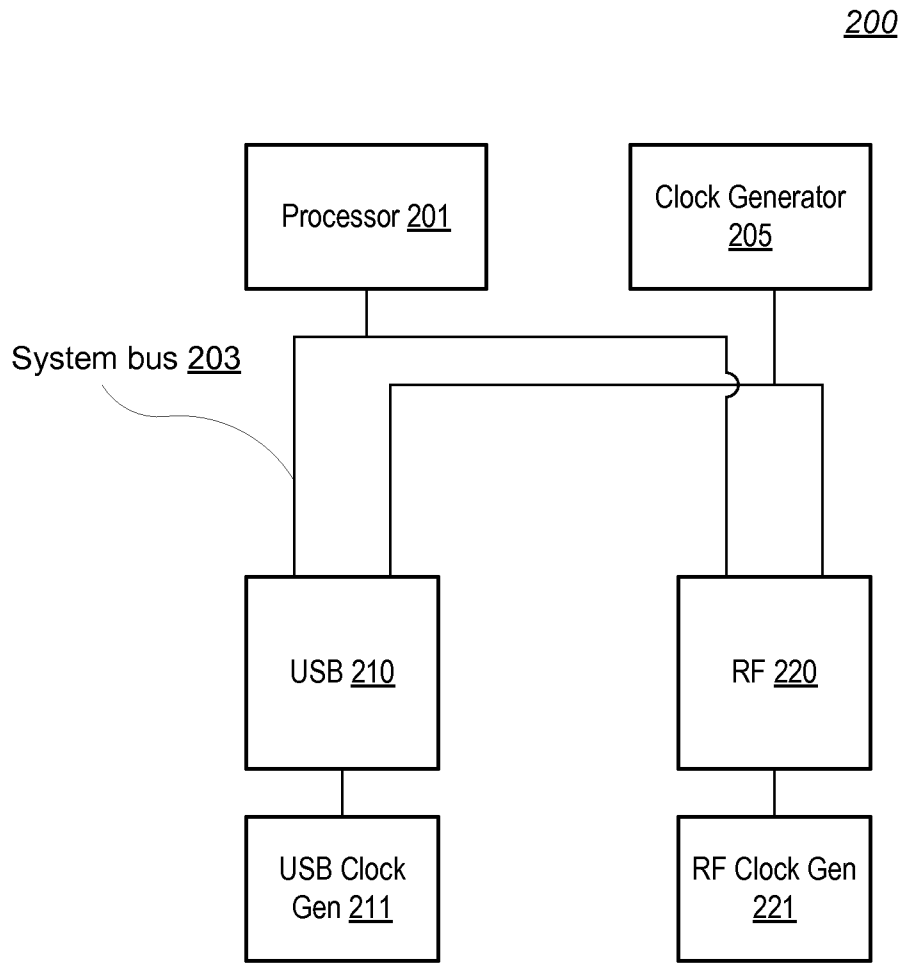 200
Processor 201
Clock Generator
205
System bus 203
USB 210
RF 220
USB Clock
Gen 211
RF Clock Gen
221